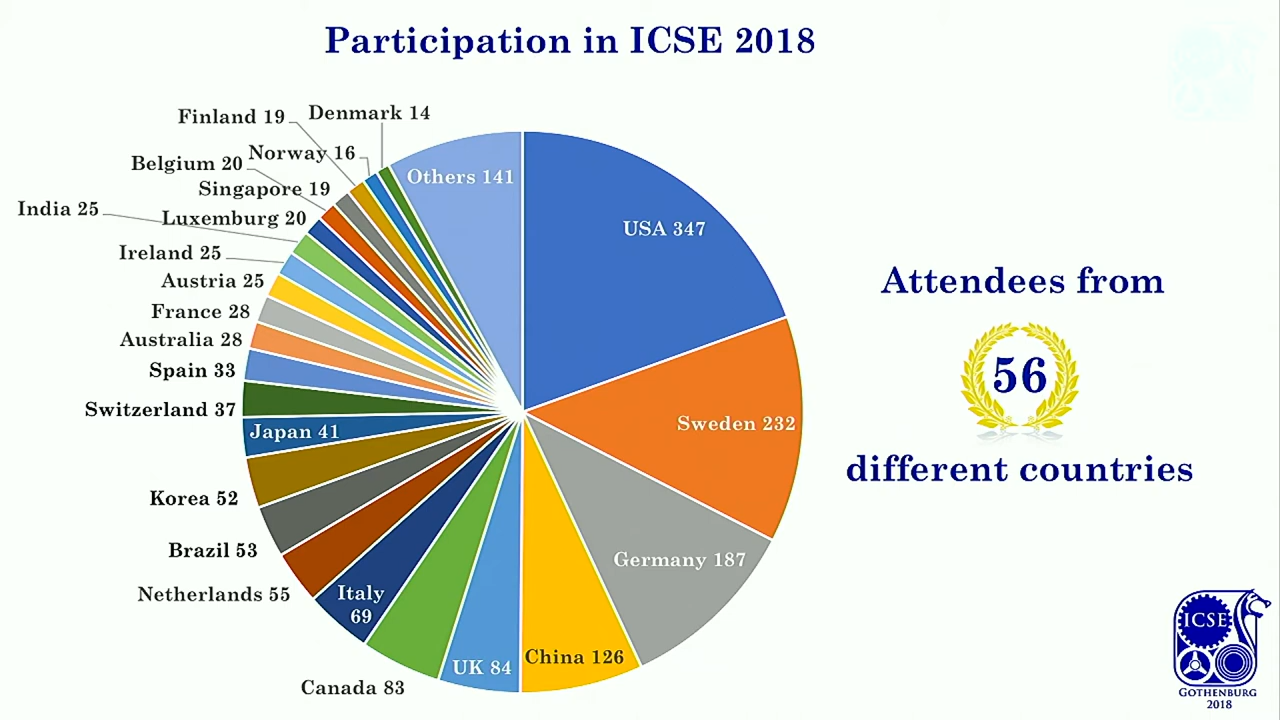 Participation in ICSE 2018
Denmark 14
Finland 19
Norway 16
Belgium 20
Singapore 19
India 25
Luxemburg 20
Ireland 25
Austria 25
France 28
Australia 28
Spain 33
Switzerland 37
Japan 41
Korea 52
Brazil 53
Netherlands 55
Italy
69
Canada 83
UK 84
China 126
Germany 187
Sweden 232
USA 347
Others 141
Attendees from
56
different countries
ICSE
GOTHENBURG
2018